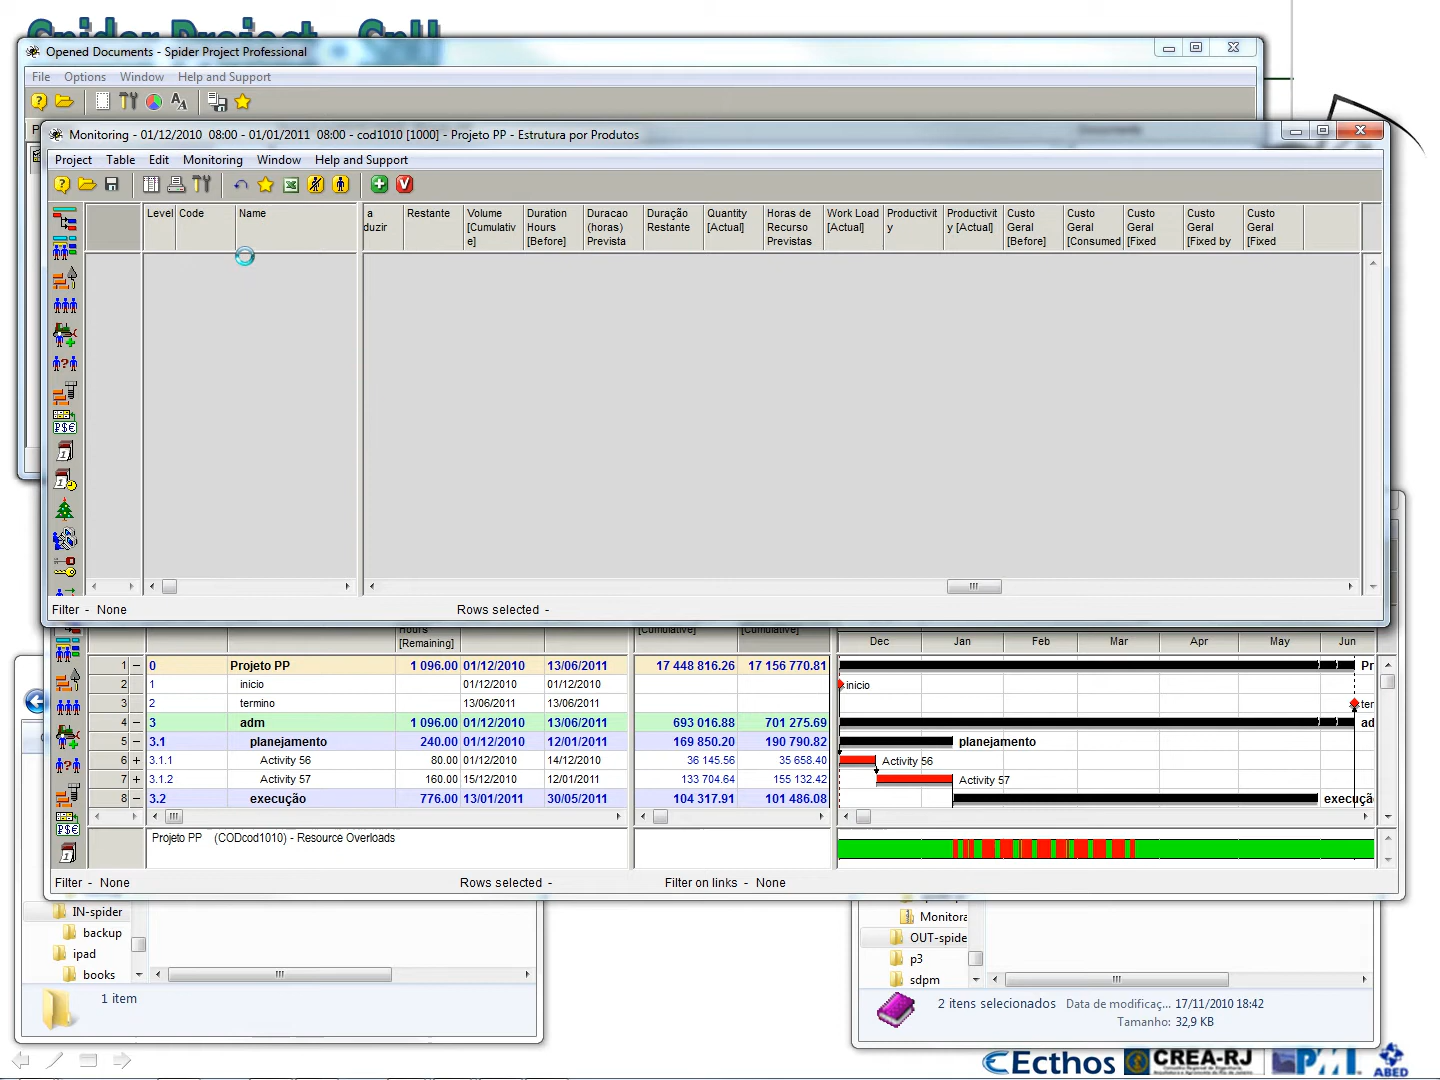 Spider Project - SpU
Opened Documents - Spider Project Professional
File Options Window Help and Support
Monitoring - 01/12/2010 08:00 - 01/01/2011 08:00 - cod1010 [1000] - Projeto PP - Estrutura por Produtos
Project Table Edit Monitoring Window Help and Support
Level Code Name
a duzir
Restante
Volume [Cumulativ e]
Duration Hours [Before]
Duracao (horas) Prevista
Duração Restante
Quantity [Actual]
Horas de Recurso Previstas
Work Load [Actual]
Productivit y
Productivit y [Actual]
Custo Geral [Before]
Custo Geral [Consumed
Custo Geral [Fixed
Custo Geral [Fixed by
Custo Geral [Fixed
Filter - None Rows selected -
Hours [Remaining] [Cumulative] [Cumulative] Dec Jan Feb Mar Apr May Jun
1 − 0 Projeto PP 1 096.00 01/12/2010 13/06/2011 17 448 816.26 17 156 770.81 Pr
2 1 inicio 01/12/2010 01/12/2010 inicio
3 2 termino 13/06/2011 13/06/2011 ter
4 − 3 adm 1 096.00 01/12/2010 13/06/2011 693 016.88 701 275.69 ad
5 − 3.1 planejamento 240.00 01/12/2010 12/01/2011 169 850.20 190 790.82 planejamento
6 + 3.1.1 Activity 56 80.00 01/12/2010 14/12/2010 36 145.56 35 658.40 Activity 56
7 + 3.1.2 Activity 57 160.00 15/12/2010 12/01/2011 133 704.64 155 132.42 Activity 57
8 − 3.2 execução 776.00 13/01/2011 30/05/2011 104 317.91 101 486.08 execuçã
Projeto PP (CODcod1010) - Resource Overloads
Filter - None Rows selected - Filter on links - None
IN-spider
backup
ipad
books
1 item
Monitora
OUT-spide
p3
sdpm
2 itens selecionados Data de modificaç... 17/11/2010 18:42
Tamanho: 32,9 KB
Ecthos CREA-RJ PMI ABED